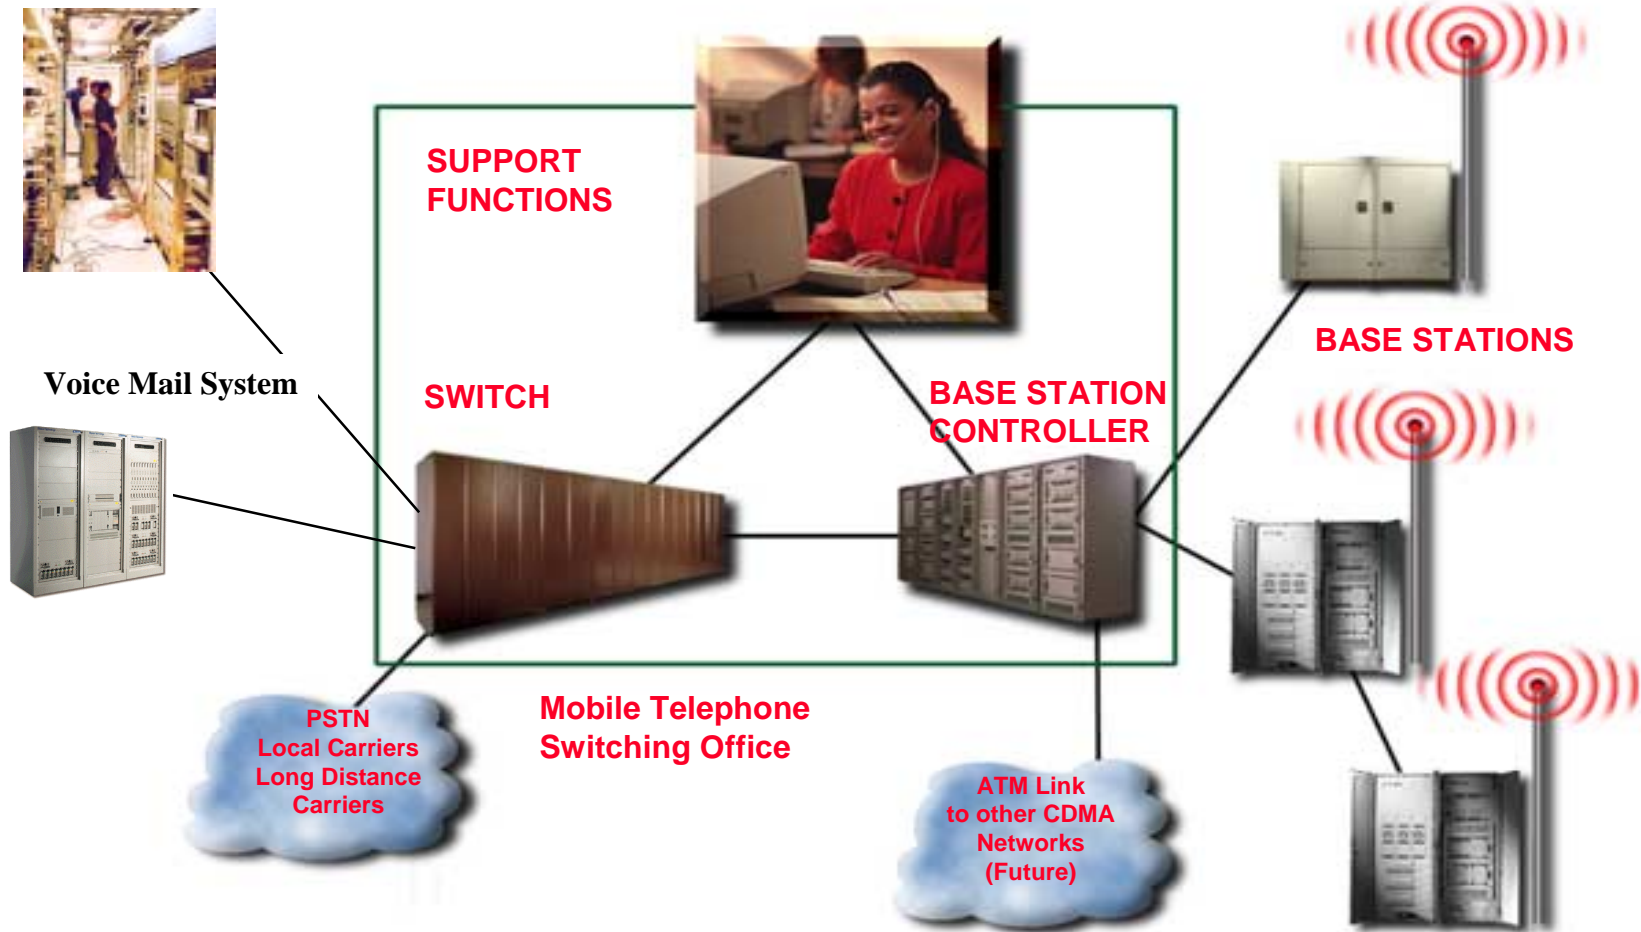 SUPPORT
FUNCTIONS
BASE STATIONS
Voice Mail System
SWITCH
BASE STATION
CONTROLLER
Mobile Telephone
Switching Office
PSTN
Local Carriers
Long Distance
Carriers
ATM Link
to other CDMA
Networks
(Future)